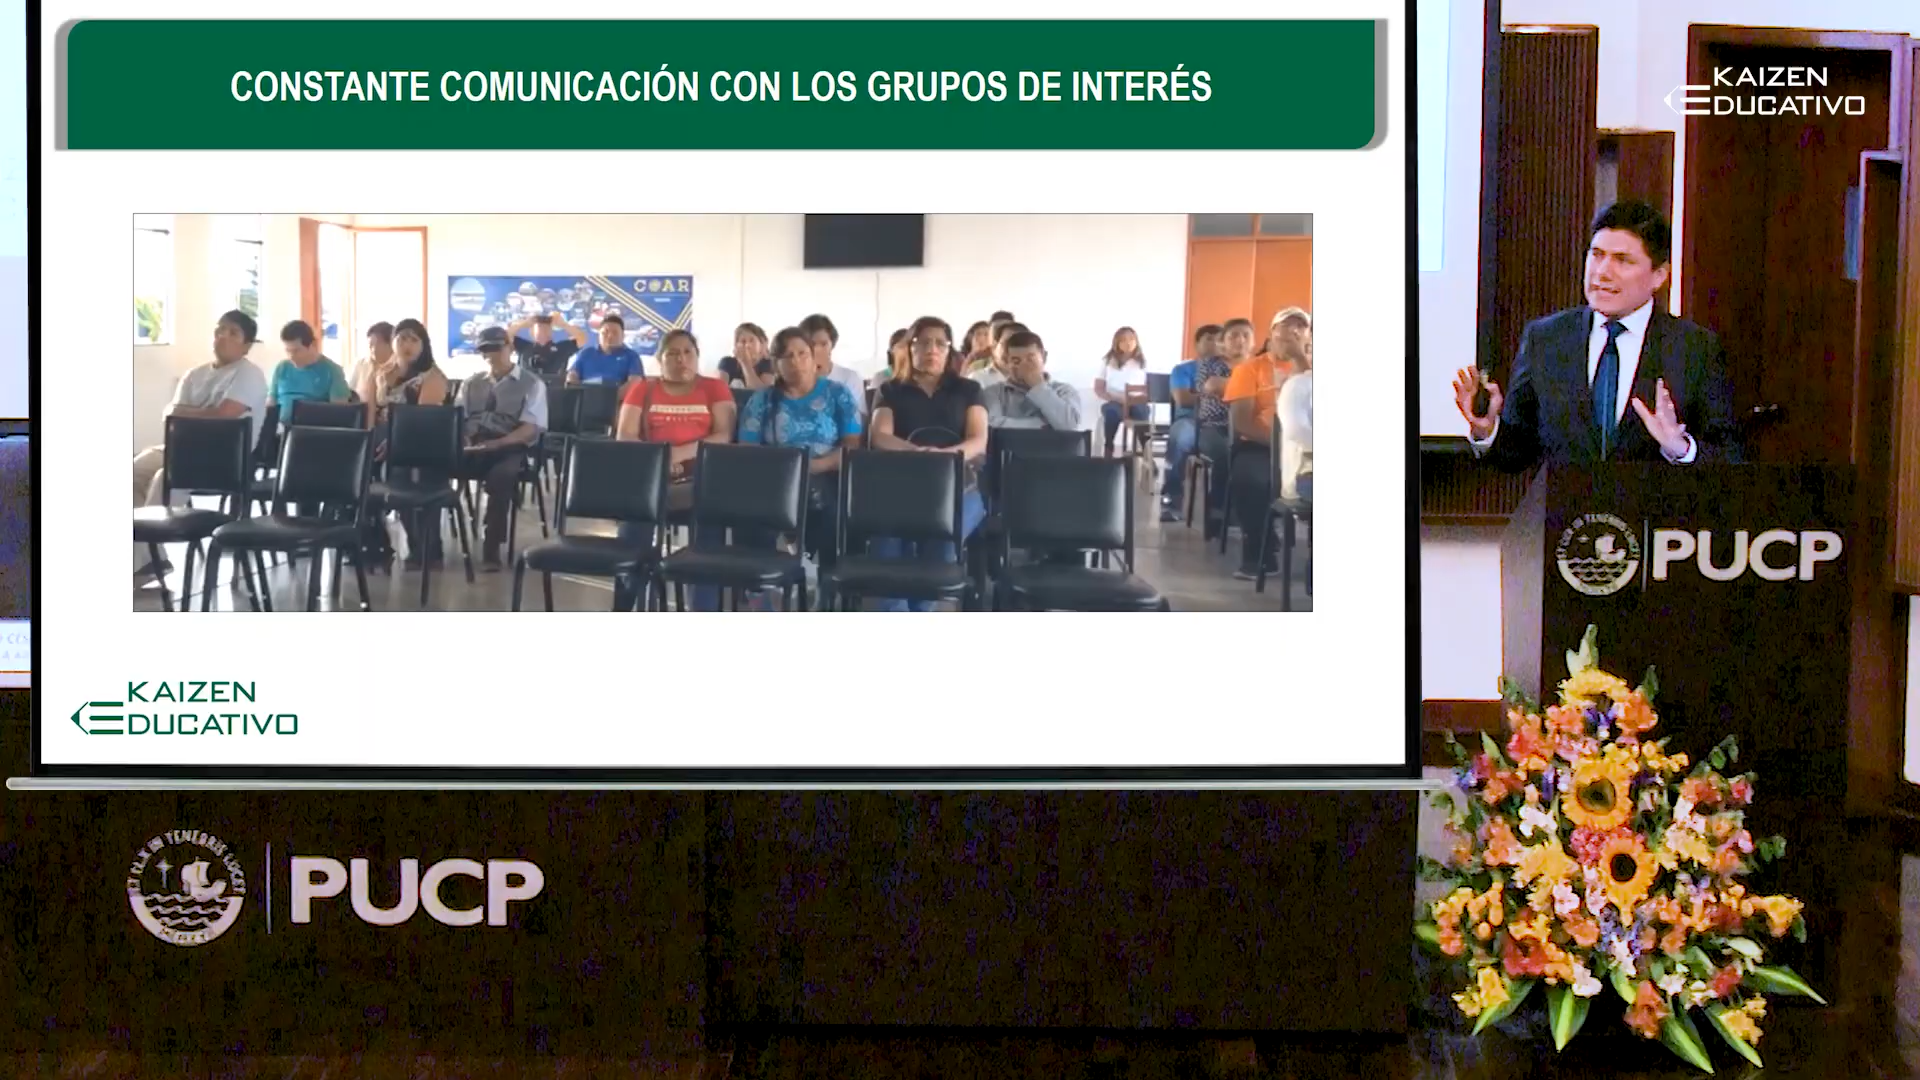 CONSTANTE COMUNICACIÓN CON LOS GRUPOS DE INTERÉS
KAIZEN
EDUCATIVO
COAR
KAIZEN
EDUCATIVO
PUCP
PUCP